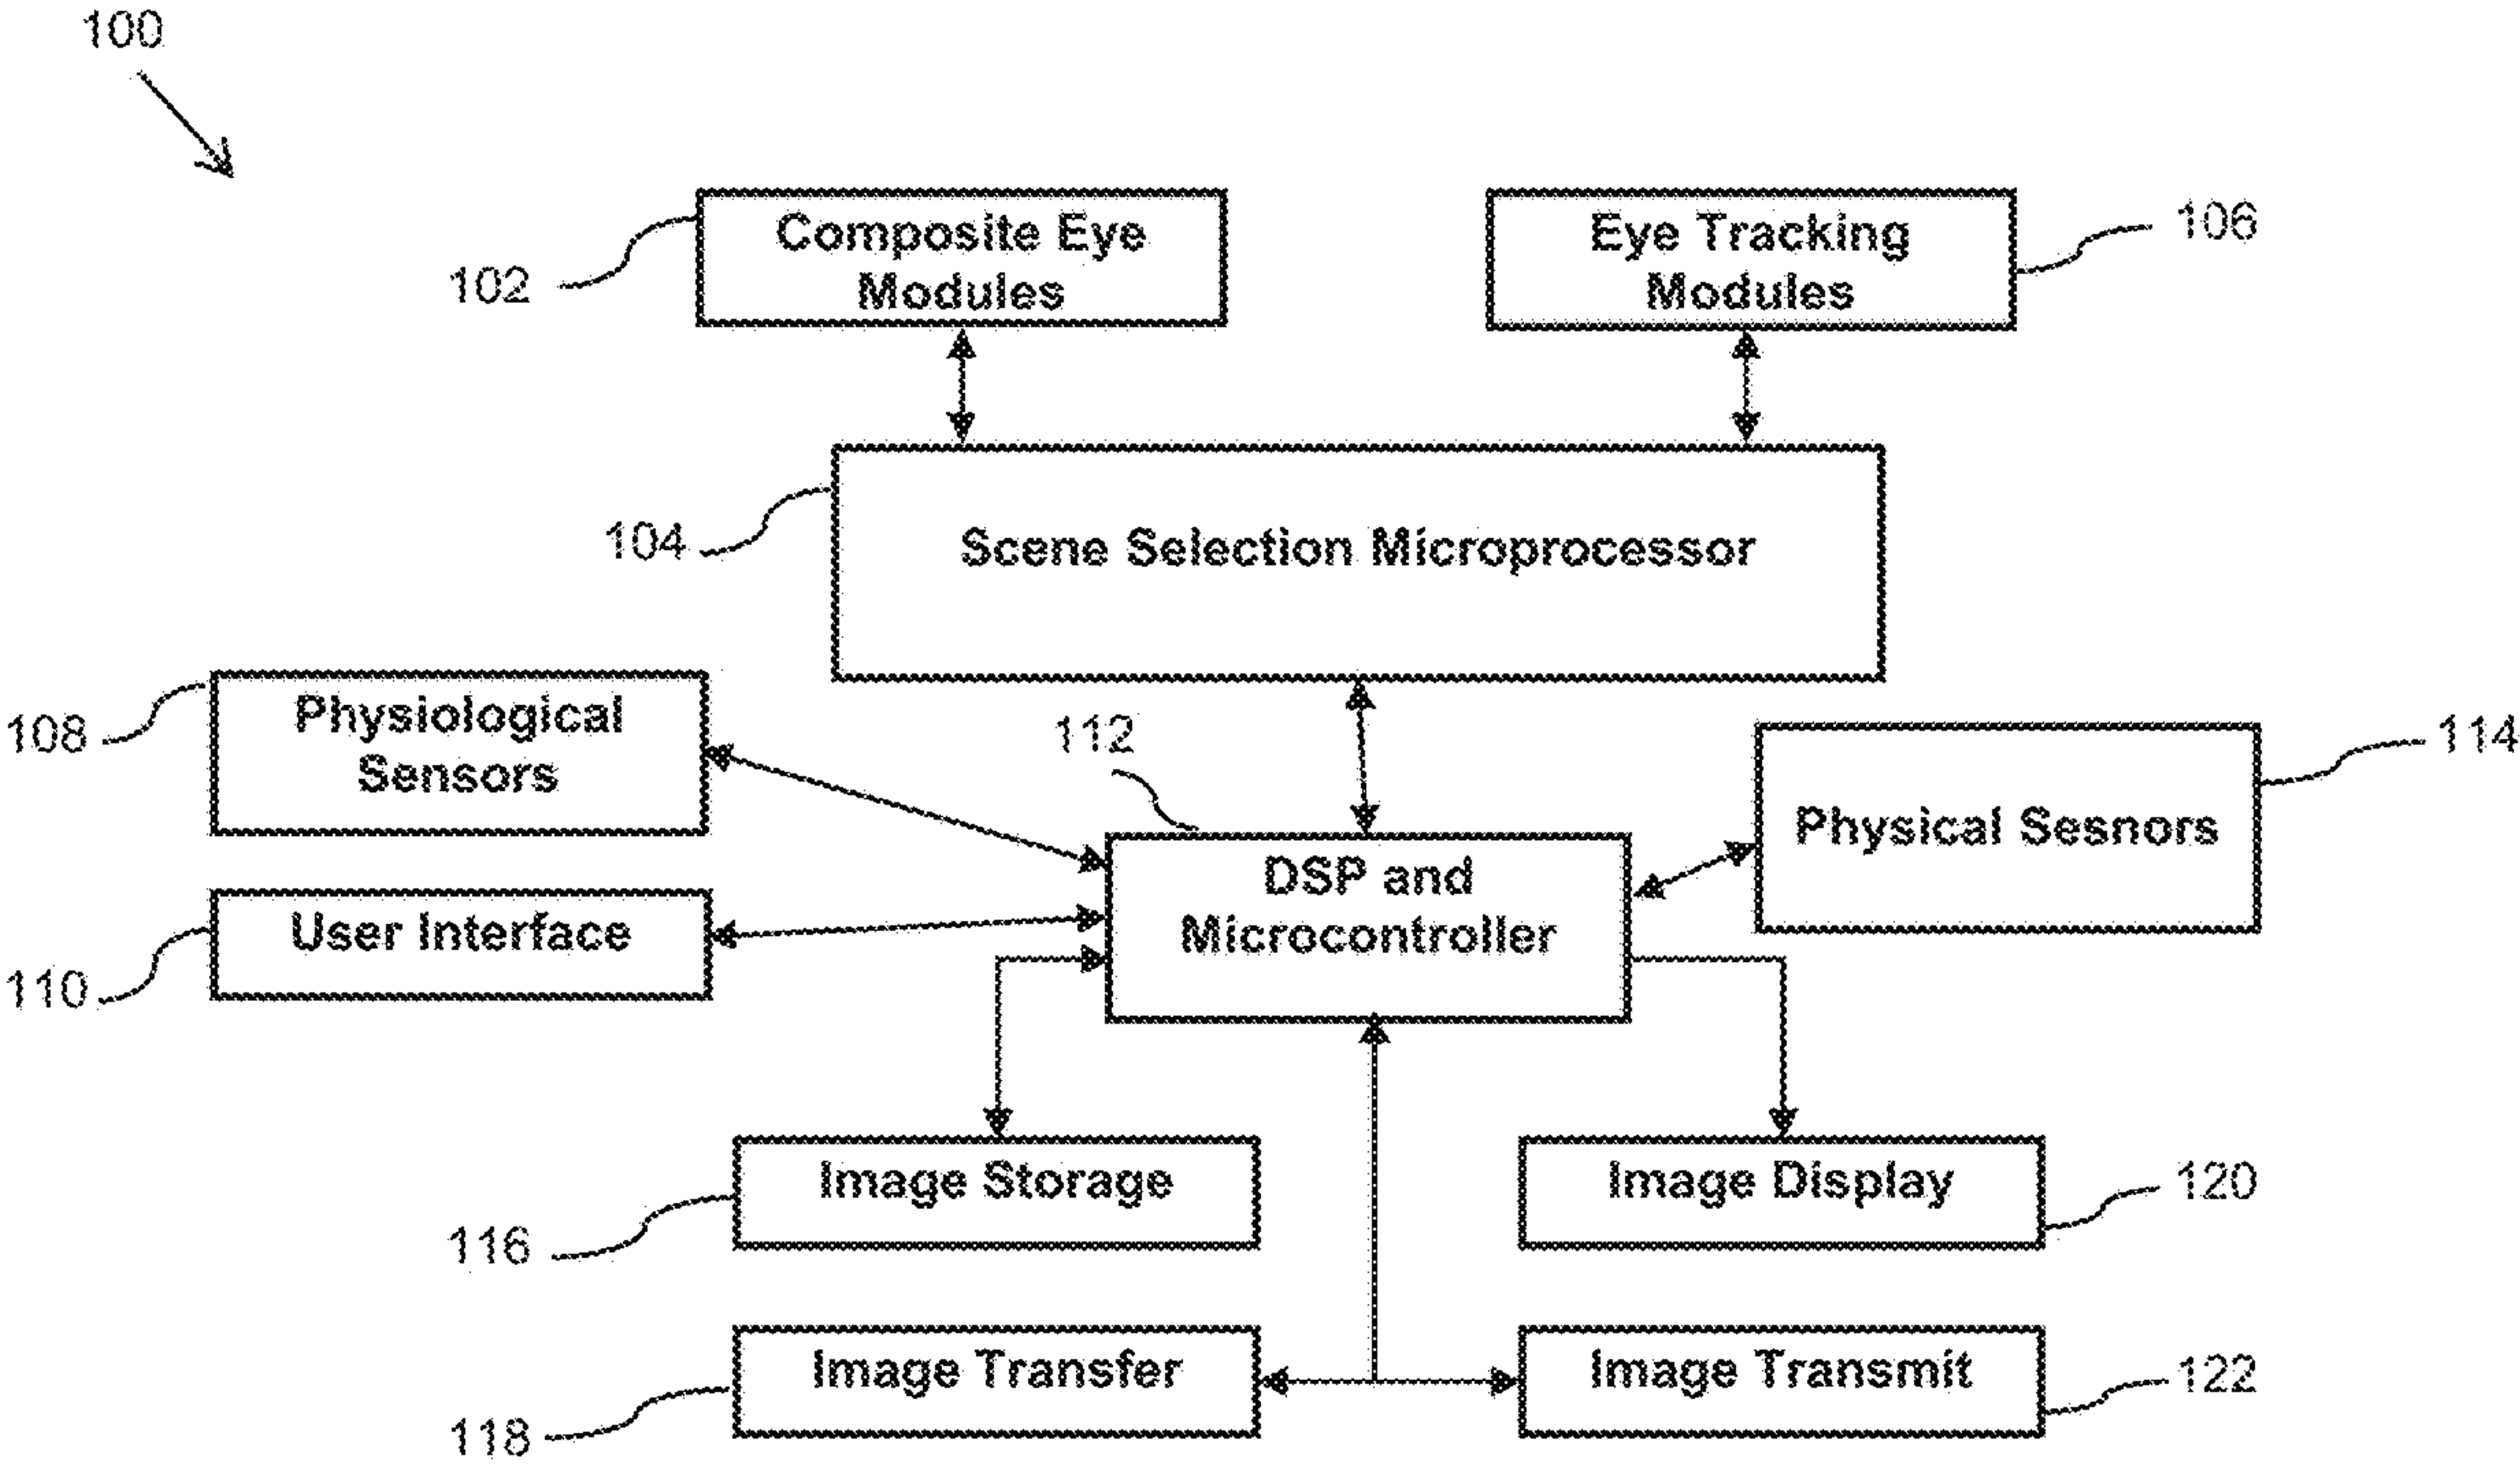 100
Composite Eye
Modules
102
Eye Tracking
Modules
106
Scene Selection Microprocessor
104
Physiological
Sensors
108
112
114
Physical Sesnors
DSP and
Microcontroller
User Interface
110
Image Storage
116
Image Display
120
Image Transfer
118
Image Transmit
122